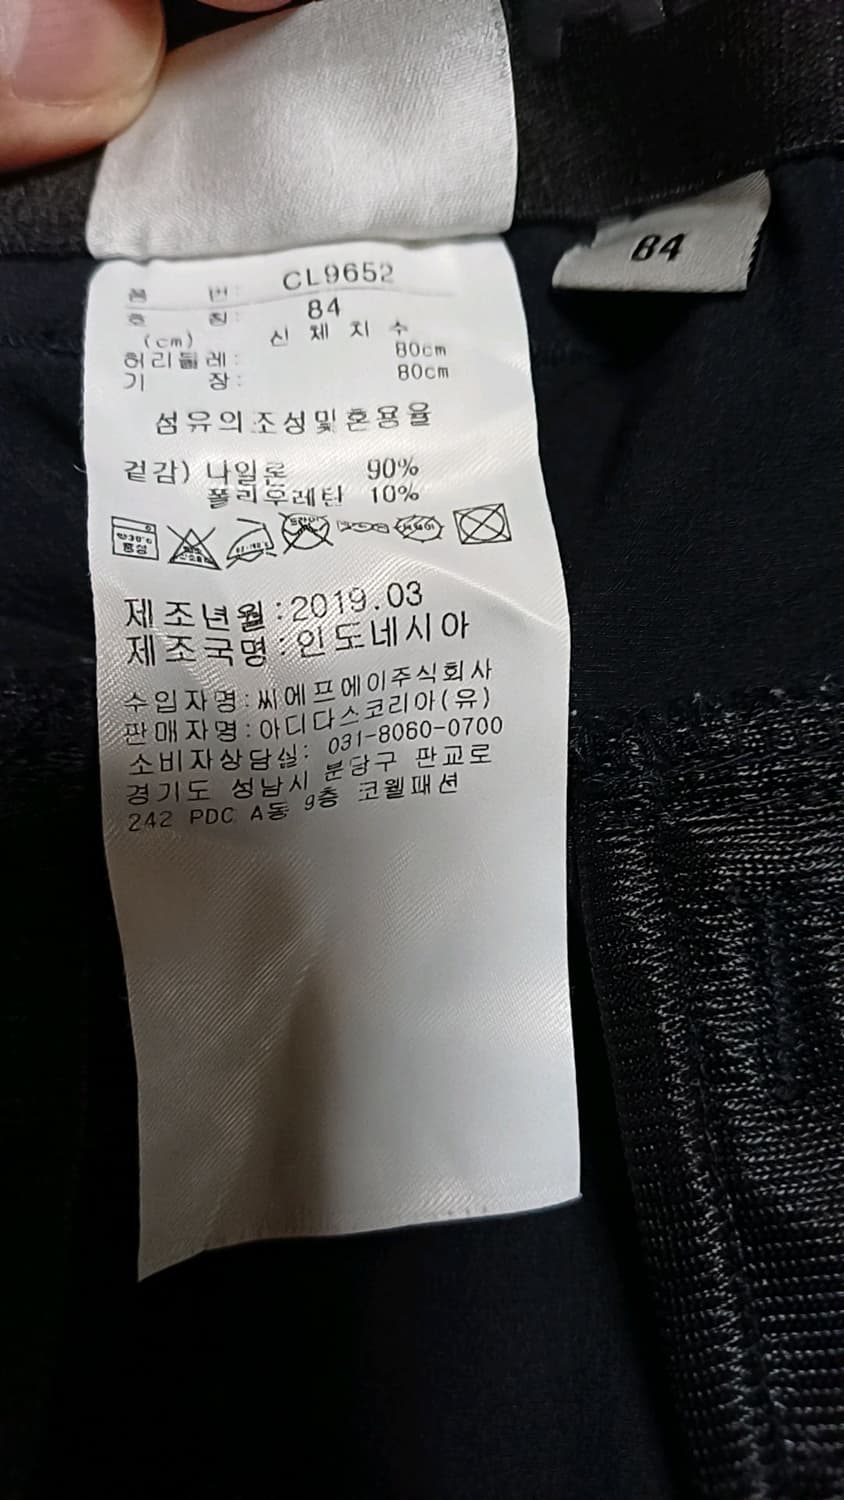 84
품 번: CL9652
호 칭: 84
(cm) 신 체 치 수
허리둘레: 80cm
기 장: 80cm
섬유의조성및혼용율
겉감) 나일론 90%
폴리우레탄 10%
제조년월:2019.03
제조국명:인도네시아
수입자명:씨에프에이주식회사
판매자명:아디다스코리아(유)
소비자상담실: 031-8060-0700
경기도 성남시 분당구 판교로
242 PDC A동 9층 코웰패션